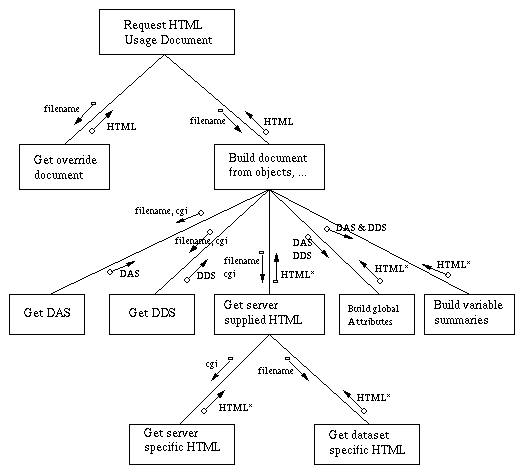 Request HTML
Usage Document
filename
HTML
filename
HTML
Get override
document
Build document
from objects, ...
filename, cgi
DAS
filename, cgi
DDS
filename
cgi
HTML*
DAS
DDS
HTML*
DAS & DDS
HTML*
Get DAS
Get DDS
Get server
supplied HTML
Build global
Attributes
Build variable
summaries
cgi
HTML*
filename
HTML*
Get server
specific HTML
Get dataset
specific HTML